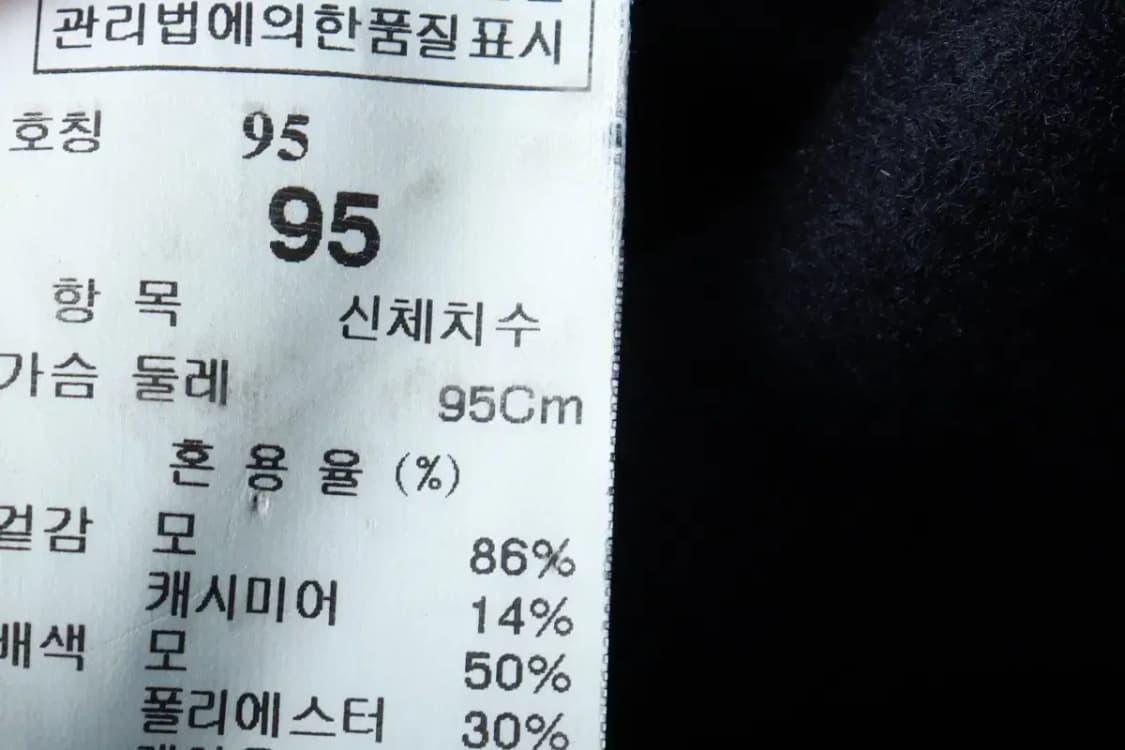 관리법에의한품질표시
호칭 95
95
항 목 신체치수
가슴 둘레 95Cm
혼 용 율 (%)
겉감 모 86%
캐시미어 14%
배색 모 50%
폴리에스터 30%